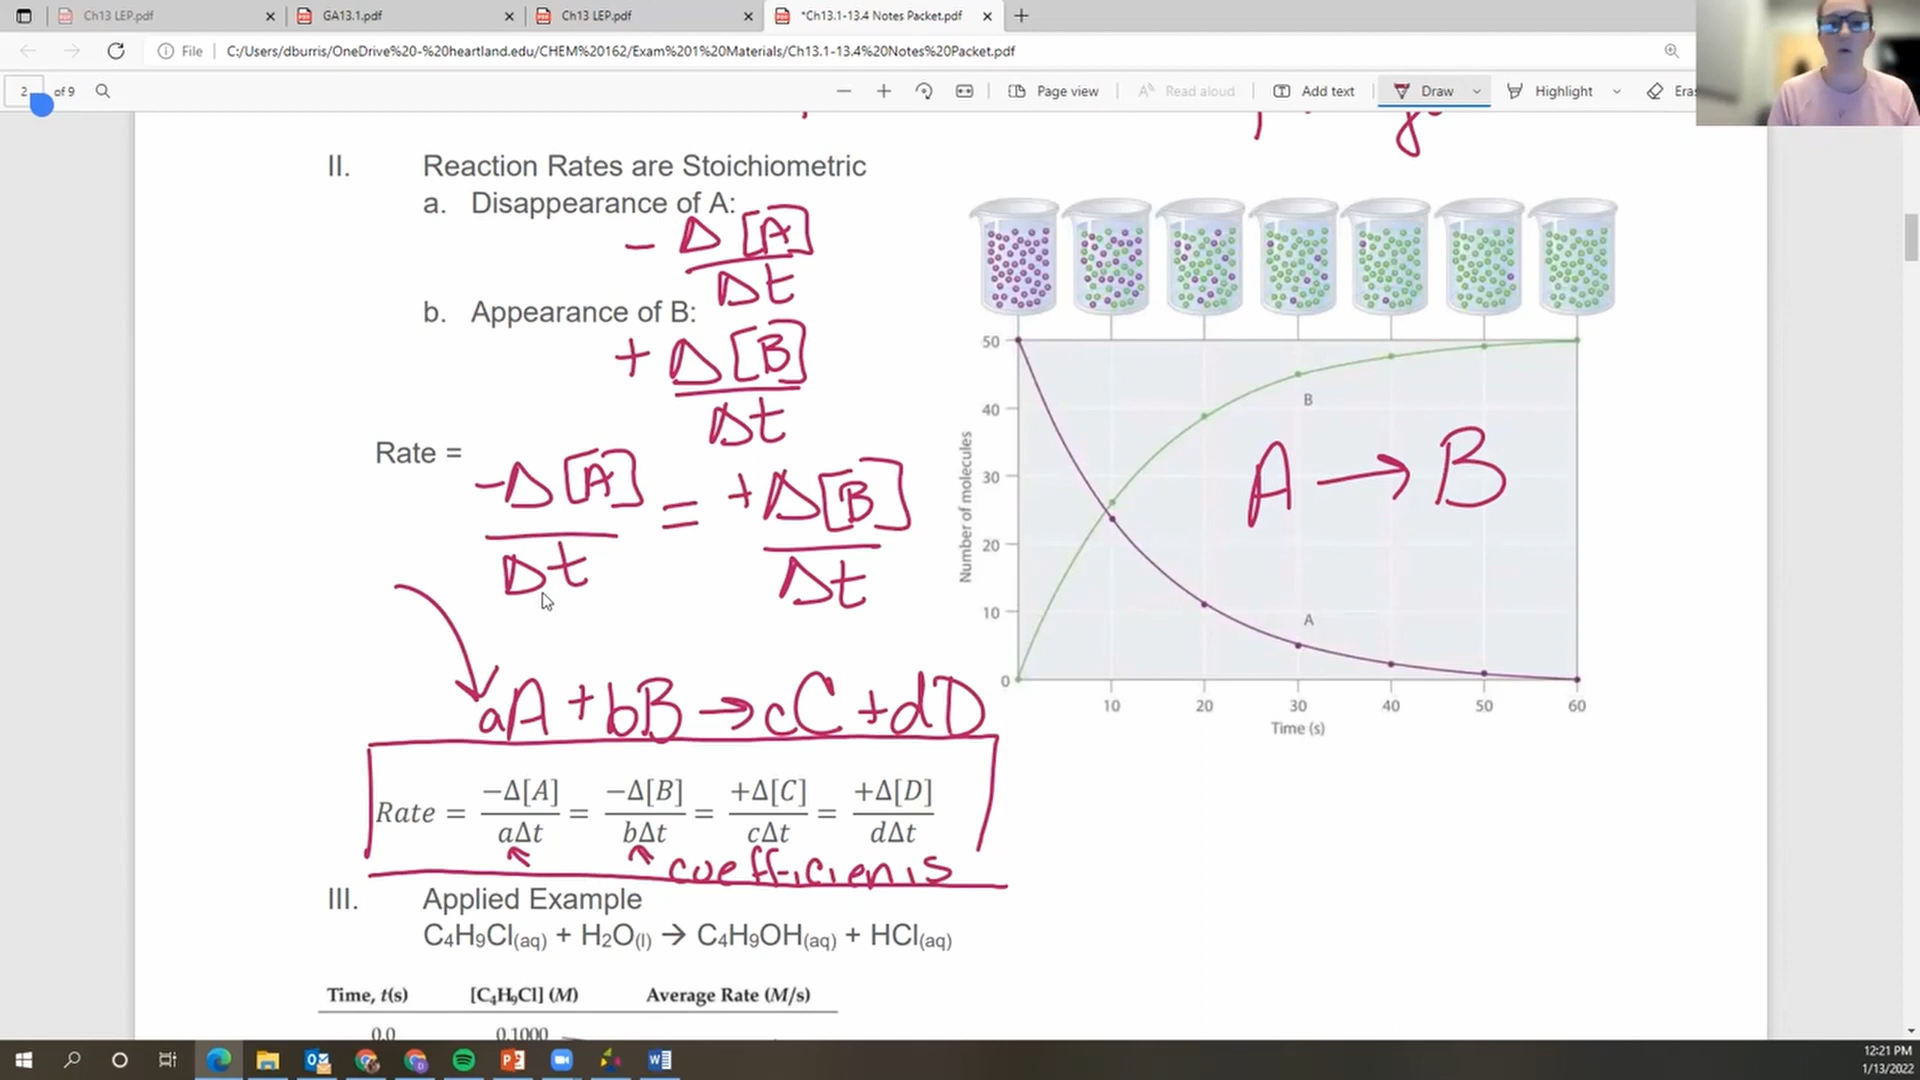 Ch13 LEP.pdf
GA13.1.pdf
Ch13 LEP.pdf
*Ch13.1-13.4 Notes Packet.pdf
File
C:/Users/dburris/OneDrive%20-%20heartland.edu/CHEM%20162/Exam%201%20Materials/Ch13.1-13.4%20Notes%20Packet.pdf
2 of 9
Page view
Read aloud
Add text
Draw
Highlight
Eras
II. Reaction Rates are Stoichiometric
a. Disappearance of A:
- Δ [A]
Δt
b. Appearance of B:
+ Δ [B]
Δt
Rate =
-Δ [A] = +Δ [B]
Δt Δt
aA + bB → cC + dD
Rate = −Δ[A] = −Δ[B] = +Δ[C] = +Δ[D]
aΔt bΔt cΔt dΔt
coefficients
50
40
30
20
10
0
Number of molecules
B
A → B
A
10 20 30 40 50 60
Time (s)
III. Applied Example
C4H9Cl(aq) + H2O(l) → C4H9OH(aq) + HCl(aq)
Time, t(s) [C4H9Cl] (M) Average Rate (M/s)
0.0 0.1000
12:21 PM
1/13/2022